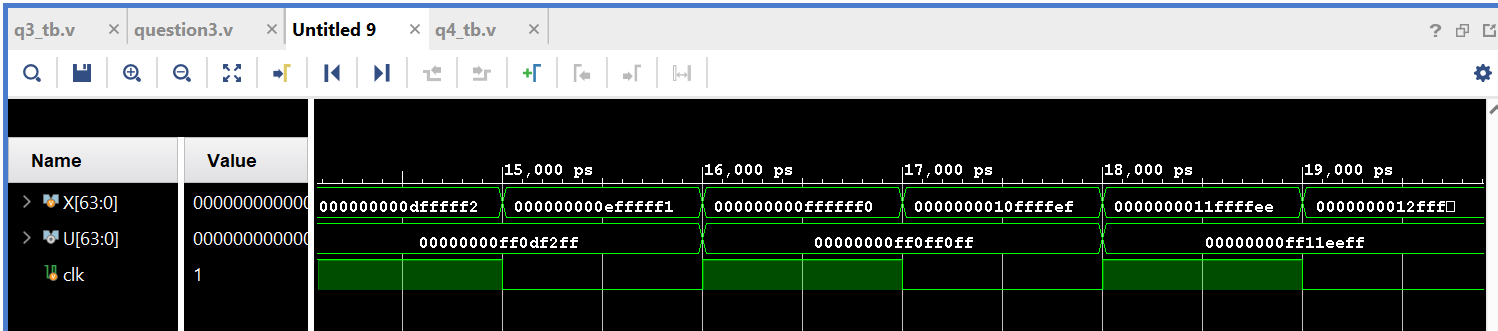 q3_tb.v question3.v Untitled 9 q4_tb.v
Name Value
15,000 ps 16,000 ps 17,000 ps 18,000 ps 19,000 ps
X[63:0] 000000000000 000000000dfffff2 000000000efffff1 000000000ffffff0 0000000010ffffef 0000000011ffffee 0000000012fff
U[63:0] 000000000000 00000000ff0df2ff 00000000ff0ff0ff 00000000ff11eeff
clk 1